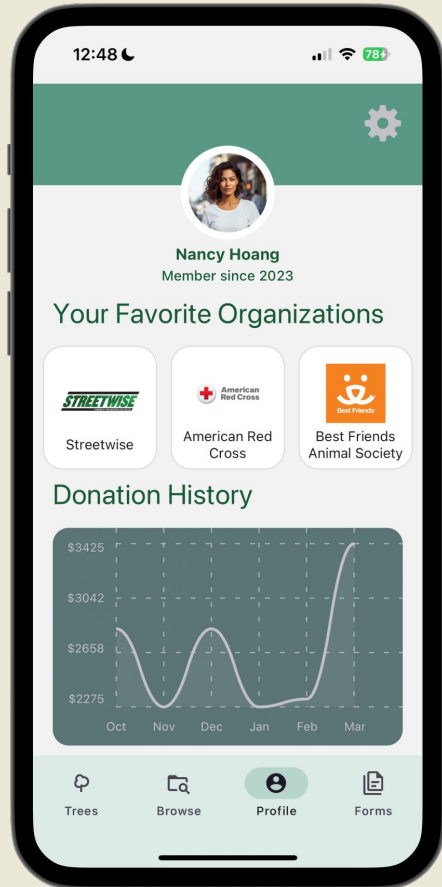 12:48
78
Nancy Hoang
Member since 2023
Your Favorite Organizations
STREETWISE
Streetwise
American
Red Cross
American Red
Cross
Best Friends
Best Friends
Animal Society
Donation History
$3425
$3042
$2658
$2275
Oct Nov Dec Jan Feb Mar
Trees Browse Profile Forms